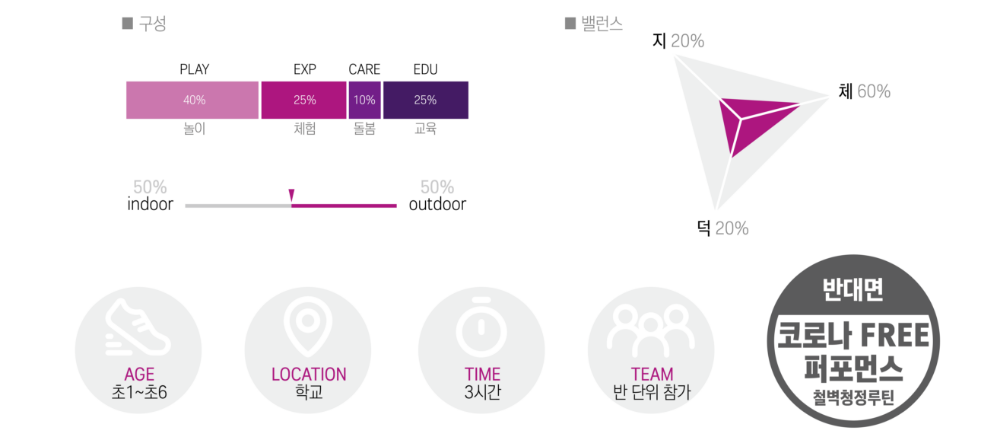 ■ 구성
PLAY EXP CARE EDU
40% 25% 10% 25%
놀이 체험 돌봄 교육
50% 50%
indoor outdoor
■ 밸런스
지 20%
체 60%
덕 20%
AGE
초1~초6
LOCATION
학교
TIME
3시간
TEAM
반 단위 참가
반대면
코로나 FREE
퍼포먼스
철벽청정루틴